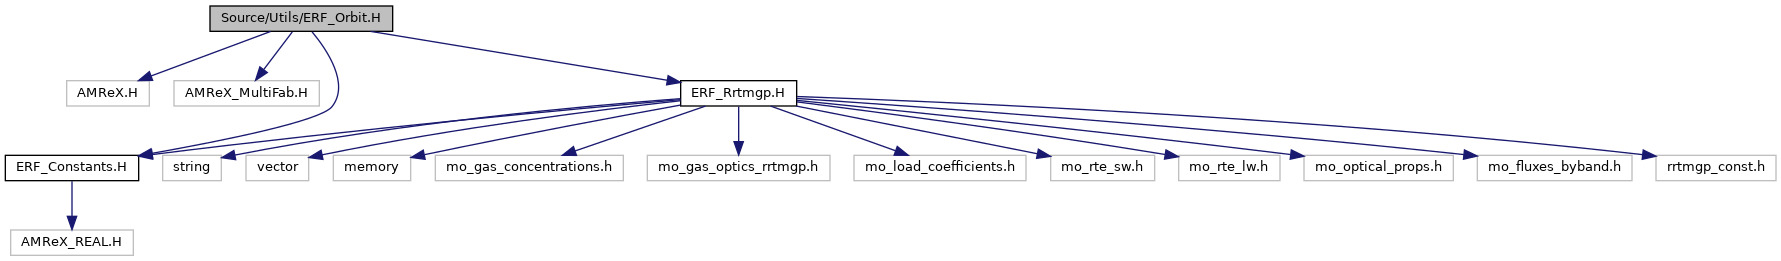 Source/Utils/ERF_Orbit.H
AMReX.H
AMReX_MultiFab.H
ERF_Rrtmgp.H
ERF_Constants.H
string
vector
memory
mo_gas_concentrations.h
mo_gas_optics_rrtmgp.h
mo_load_coefficients.h
mo_rte_sw.h
mo_rte_lw.h
mo_optical_props.h
mo_fluxes_byband.h
rrtmgp_const.h
AMReX_REAL.H